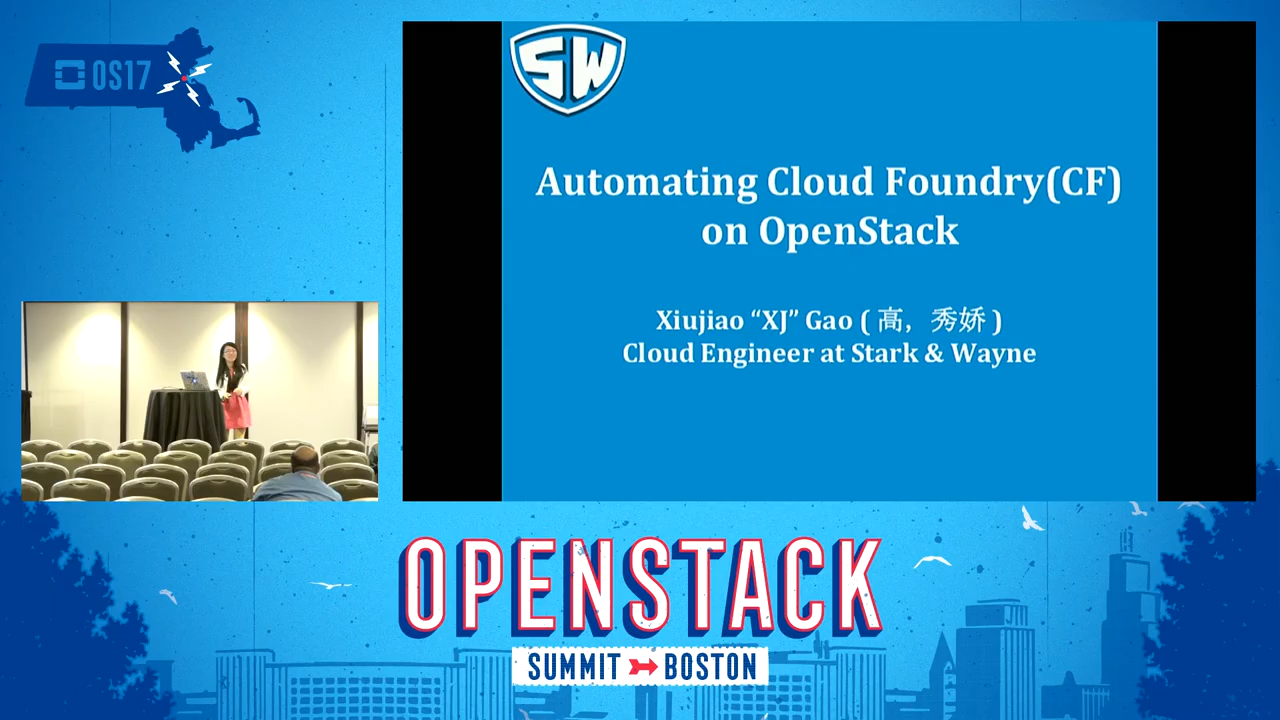 OS17
SW
Automating Cloud Foundry(CF)
on OpenStack
Xiujiao “XJ” Gao ( 高，秀娇 )
Cloud Engineer at Stark & Wayne
OPENSTACK
SUMMIT BOSTON